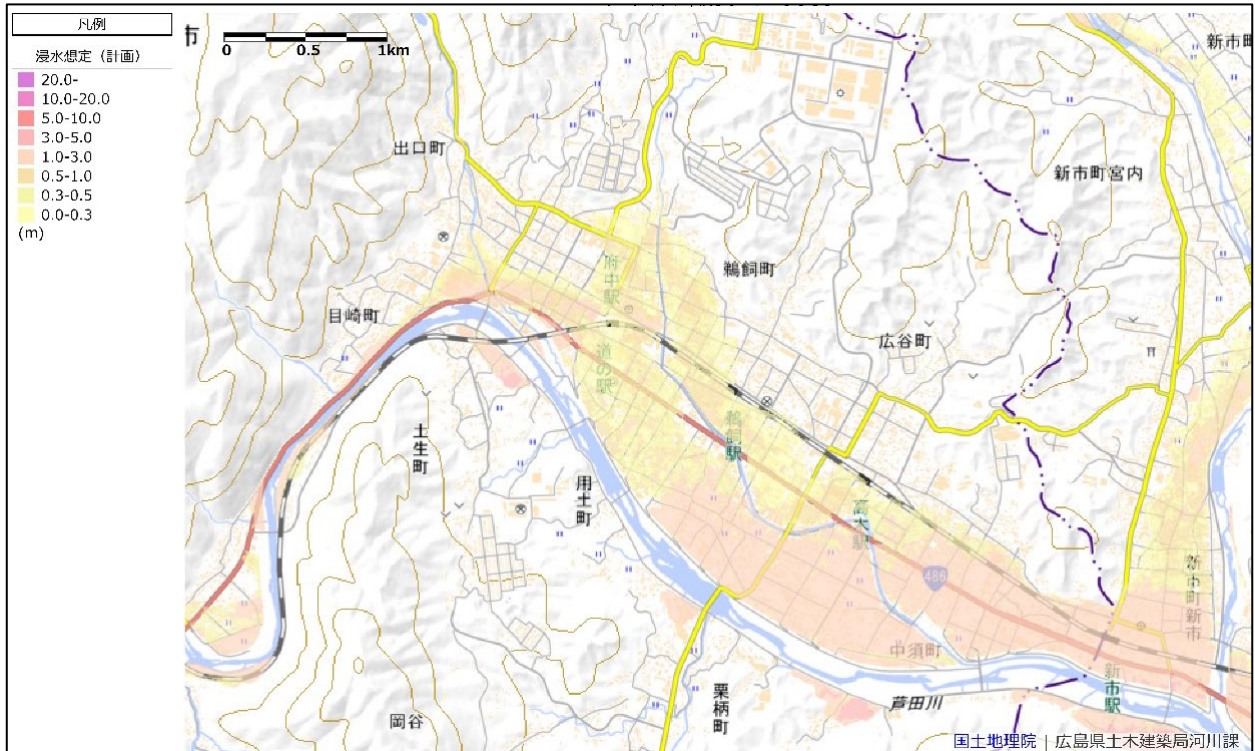 凡例
浸水想定（計画）
20.0-
10.0-20.0
5.0-10.0
3.0-5.0
1.0-3.0
0.5-1.0
0.3-0.5
0.0-0.3
(m)
市
0 0.5 1km
新市町
出口町
新市町宮内
府中駅
鵜飼町
目崎町
道の駅
広谷町
土生町
鵜飼駅
用土町
高木駅
486
新市町新市
中須町
新市駅
栗柄町
芦田川
岡谷
国土地理院 | 広島県土木建築局河川課